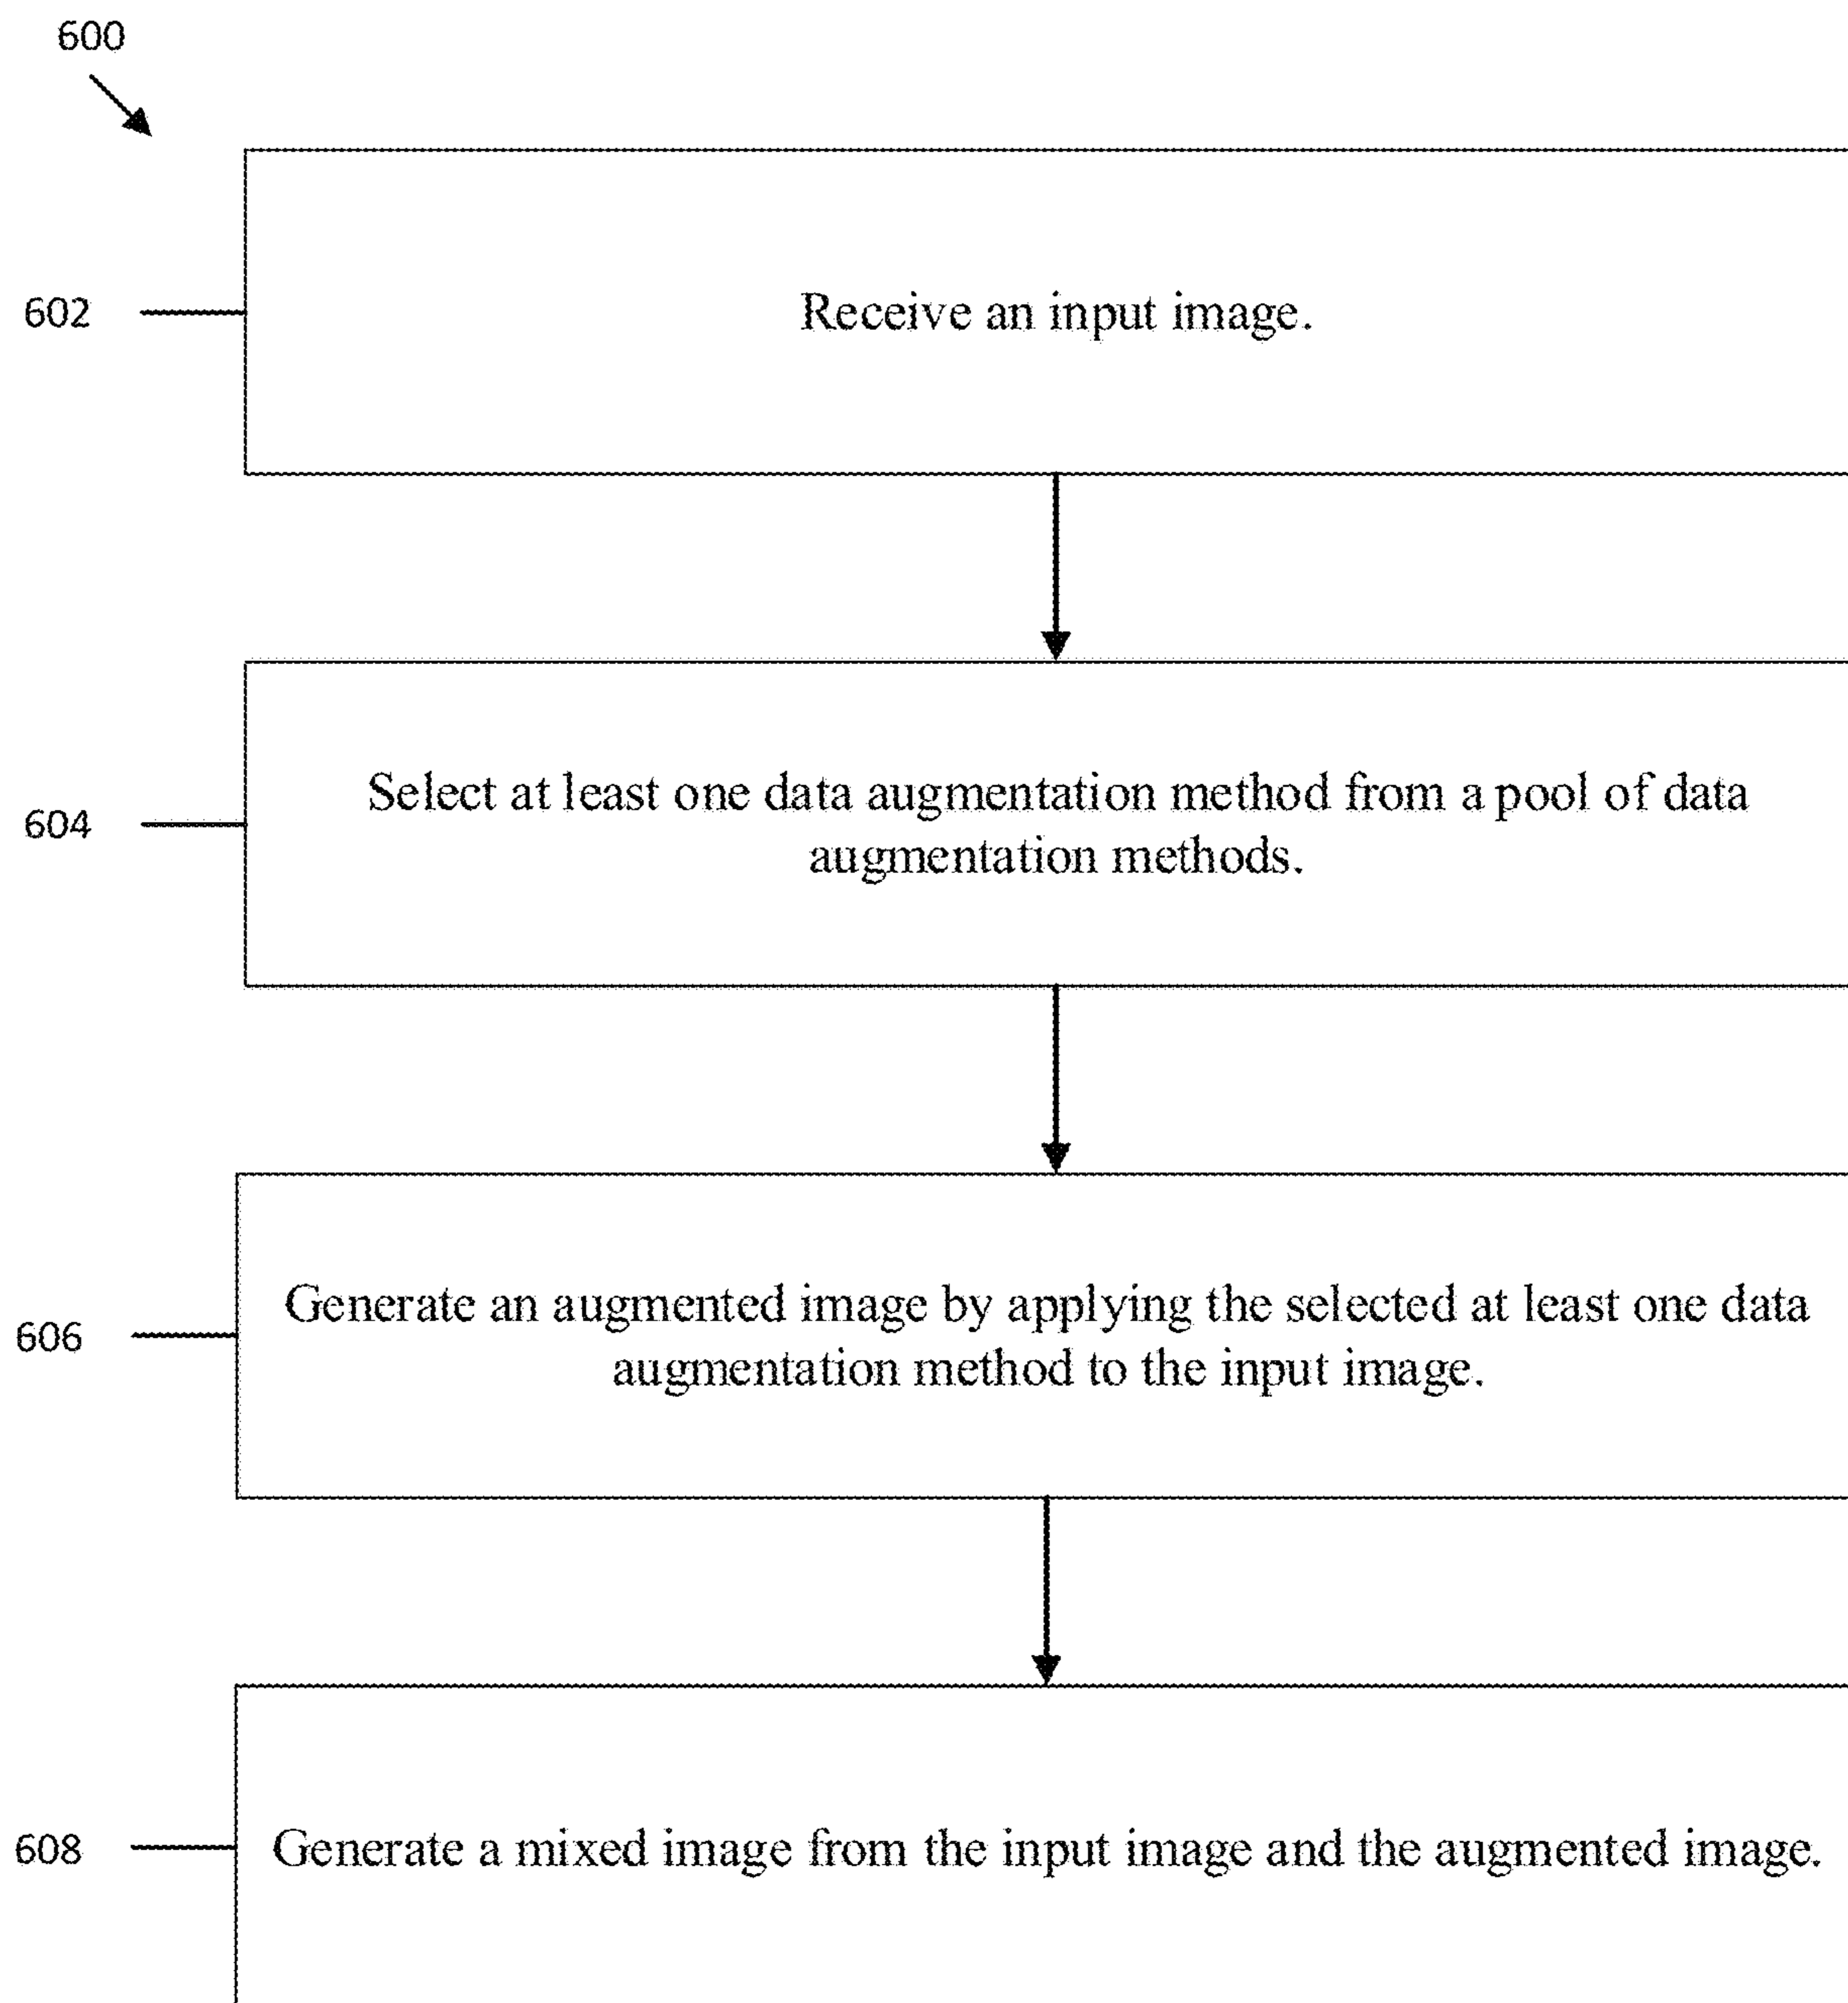 600
602
Receive an input image.
604
Select at least one data augmentation method from a pool of data
augmentation methods.
606
Generate an augmented image by applying the selected at least one data
augmentation method to the input image.
608
Generate a mixed image from the input image and the augmented image.